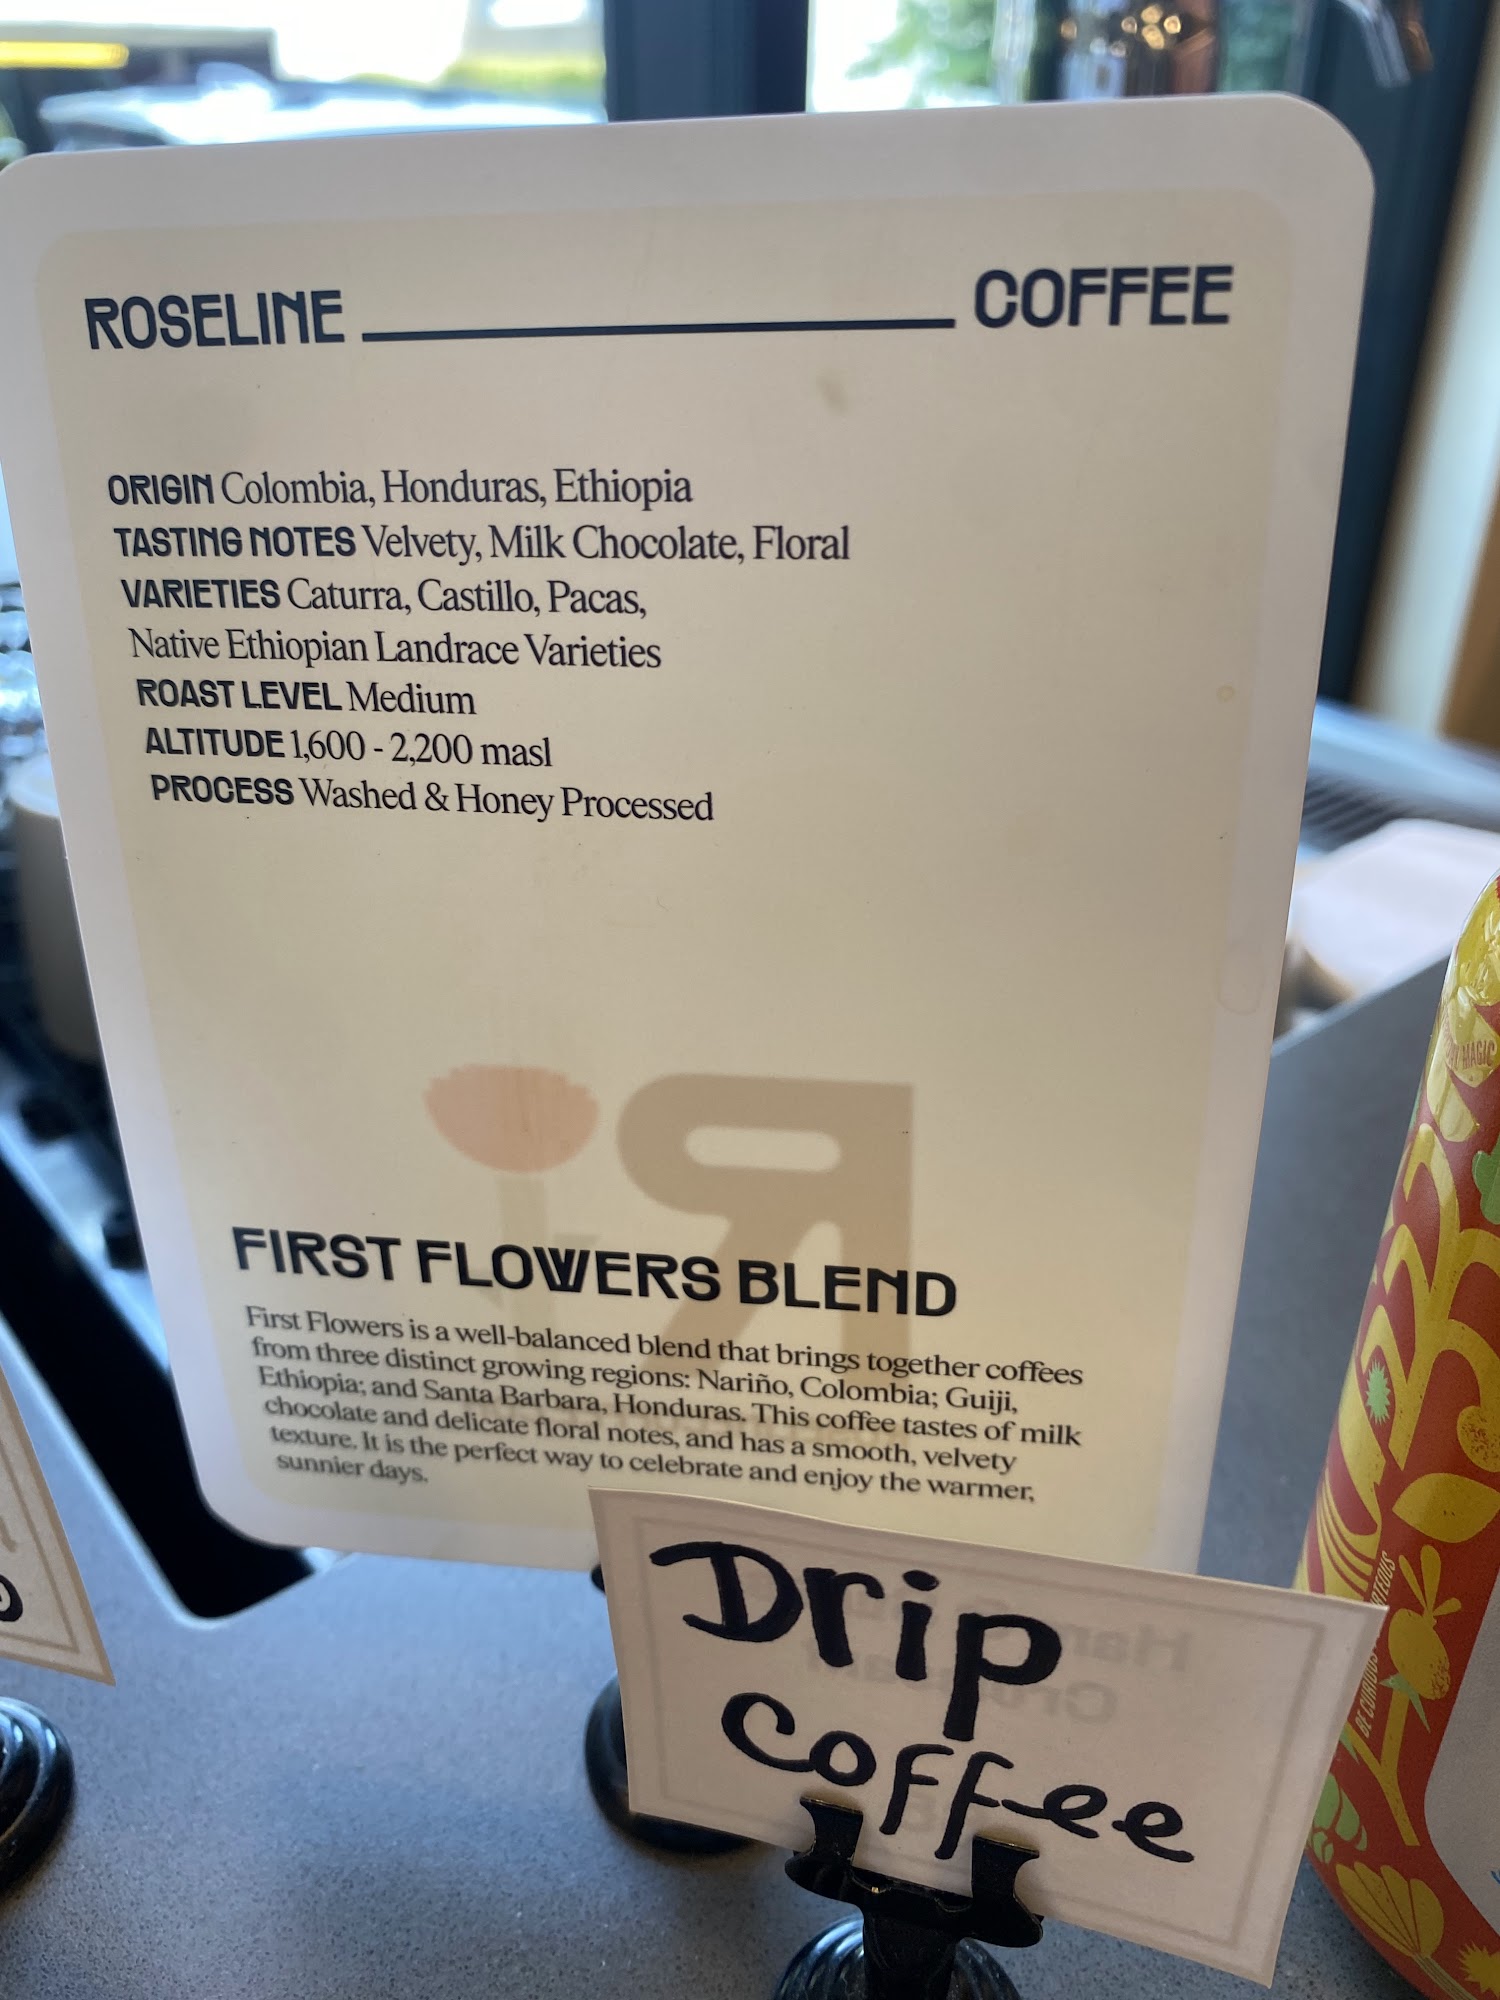 ROSELINE COFFEE
ORIGIN Colombia, Honduras, Ethiopia
TASTING NOTES Velvety, Milk Chocolate, Floral
VARIETIES Caturra, Castillo, Pacas,
Native Ethiopian Landrace Varieties
ROAST LEVEL Medium
ALTITUDE 1,600 - 2,200 masl
PROCESS Washed & Honey Processed
FIRST FLOWERS BLEND
First Flowers is a well-balanced blend that brings together coffees
from three distinct growing regions: Nariño, Colombia; Guiji,
Ethiopia; and Santa Barbara, Honduras. This coffee tastes of milk
chocolate and delicate floral notes, and has a smooth, velvety
texture. It is the perfect way to celebrate and enjoy the warmer,
sunnier days.
Drip
Coffee
MAGIC
BE CURIOUS